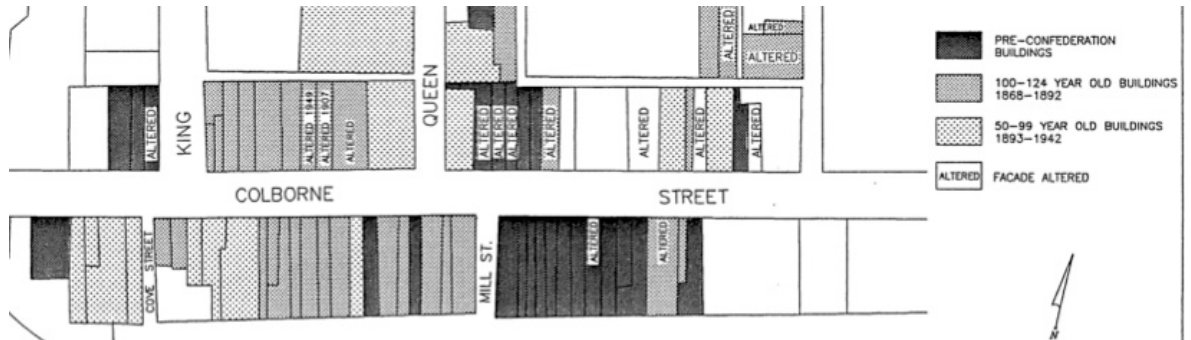 ALTERED
ALTERED
ALTERED
ALTERED
KING
ALTERED 1949
ALTERED 1907
ALTERED
QUEEN
ALTERED
ALTERED
ALTERED
ALTERED
ALTERED
ALTERED
ALTERED
COLBORNE
STREET
COVE STREET
MILL ST.
ALTERED
ALTERED
PRE-CONFEDERATION
BUILDINGS
100-124 YEAR OLD BUILDINGS
1868-1892
50-99 YEAR OLD BUILDINGS
1893-1942
ALTERED FACADE ALTERED
N